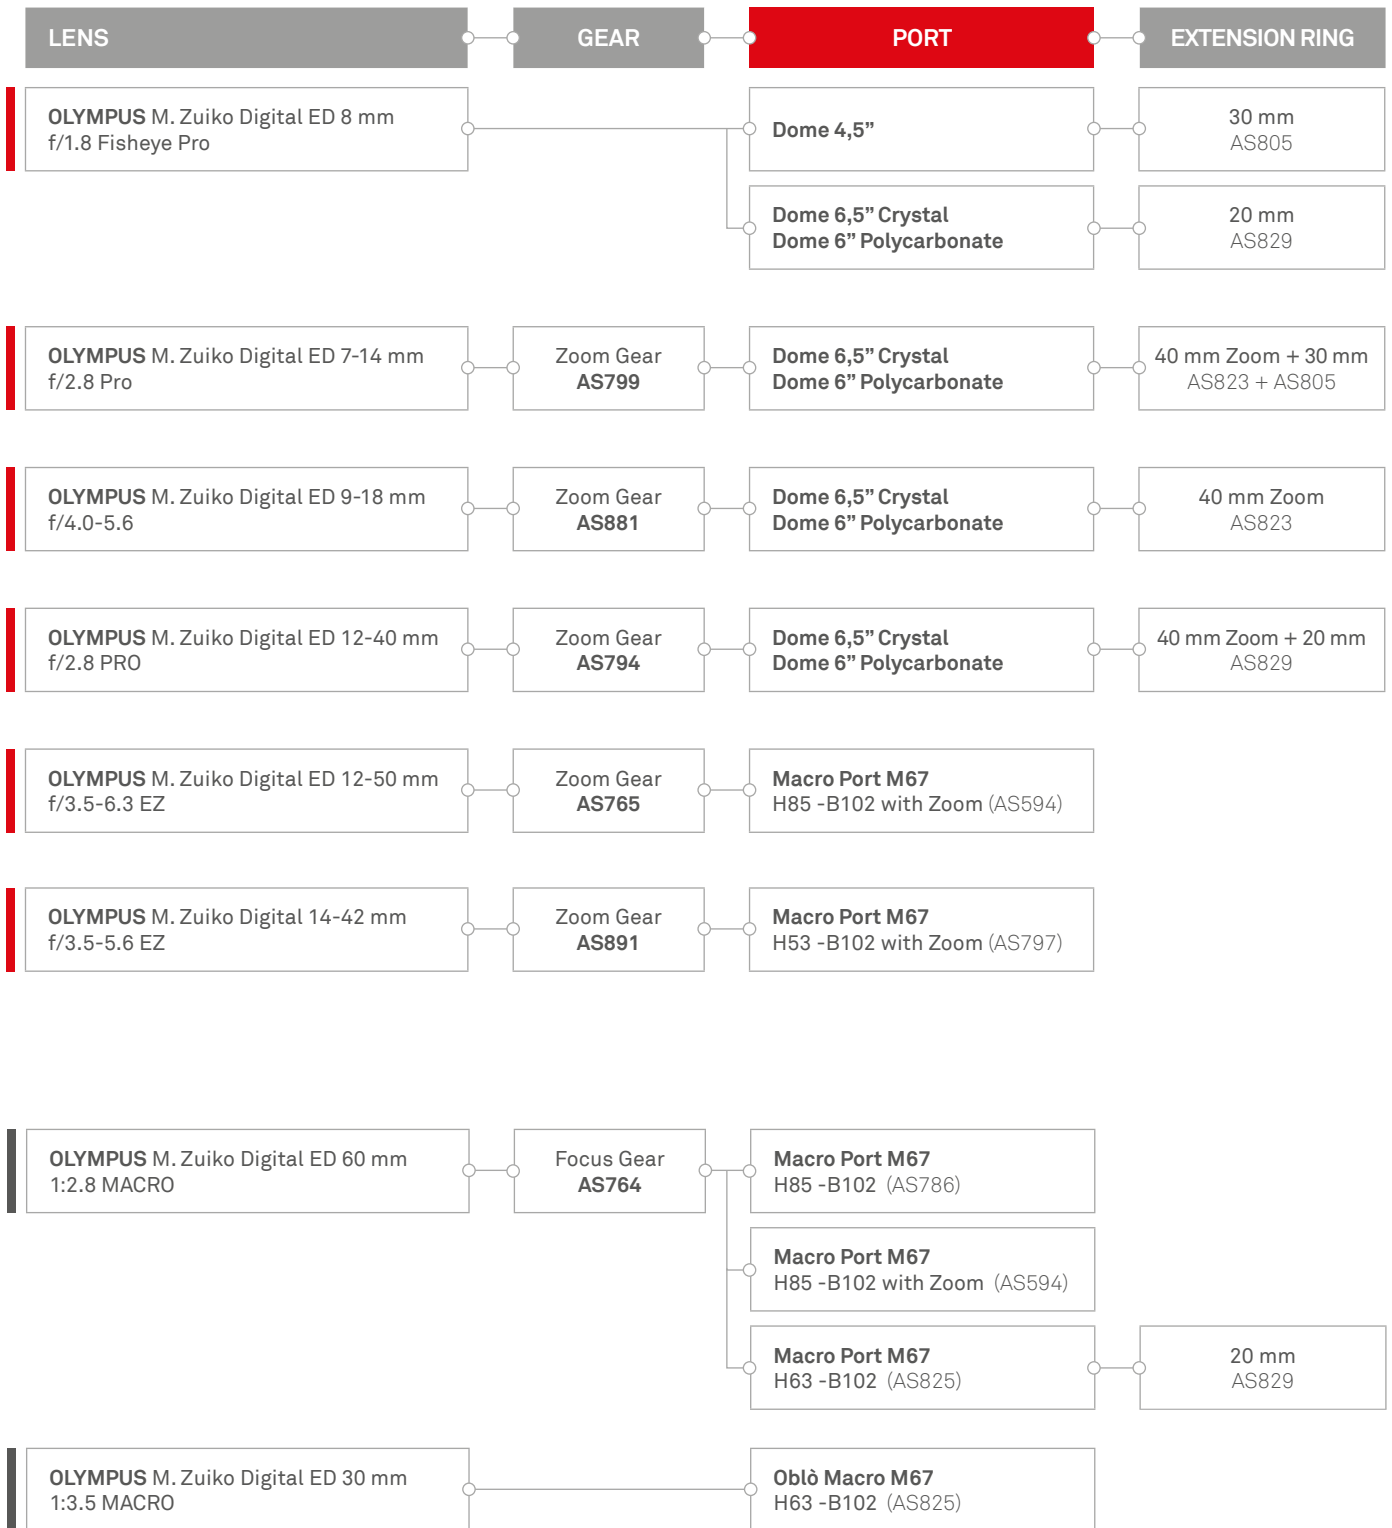 LENS
GEAR
PORT
EXTENSION RING
OLYMPUS M. Zuiko Digital ED 8 mm
f/1.8 Fisheye Pro
Dome 4,5”
30 mm
AS805
Dome 6,5” Crystal
Dome 6” Polycarbonate
20 mm
AS829
OLYMPUS M. Zuiko Digital ED 7-14 mm
f/2.8 Pro
Zoom Gear
AS799
Dome 6,5” Crystal
Dome 6” Polycarbonate
40 mm Zoom + 30 mm
AS823 + AS805
OLYMPUS M. Zuiko Digital ED 9-18 mm
f/4.0-5.6
Zoom Gear
AS881
Dome 6,5” Crystal
Dome 6” Polycarbonate
40 mm Zoom
AS823
OLYMPUS M. Zuiko Digital ED 12-40 mm
f/2.8 PRO
Zoom Gear
AS794
Dome 6,5” Crystal
Dome 6” Polycarbonate
40 mm Zoom + 20 mm
AS829
OLYMPUS M. Zuiko Digital ED 12-50 mm
f/3.5-6.3 EZ
Zoom Gear
AS765
Macro Port M67
H85 -B102 with Zoom (AS594)
OLYMPUS M. Zuiko Digital 14-42 mm
f/3.5-5.6 EZ
Zoom Gear
AS891
Macro Port M67
H53 -B102 with Zoom (AS797)
OLYMPUS M. Zuiko Digital ED 60 mm
1:2.8 MACRO
Focus Gear
AS764
Macro Port M67
H85 -B102 (AS786)
Macro Port M67
H85 -B102 with Zoom (AS594)
Macro Port M67
H63 -B102 (AS825)
20 mm
AS829
OLYMPUS M. Zuiko Digital ED 30 mm
1:3.5 MACRO
Oblò Macro M67
H63 -B102 (AS825)